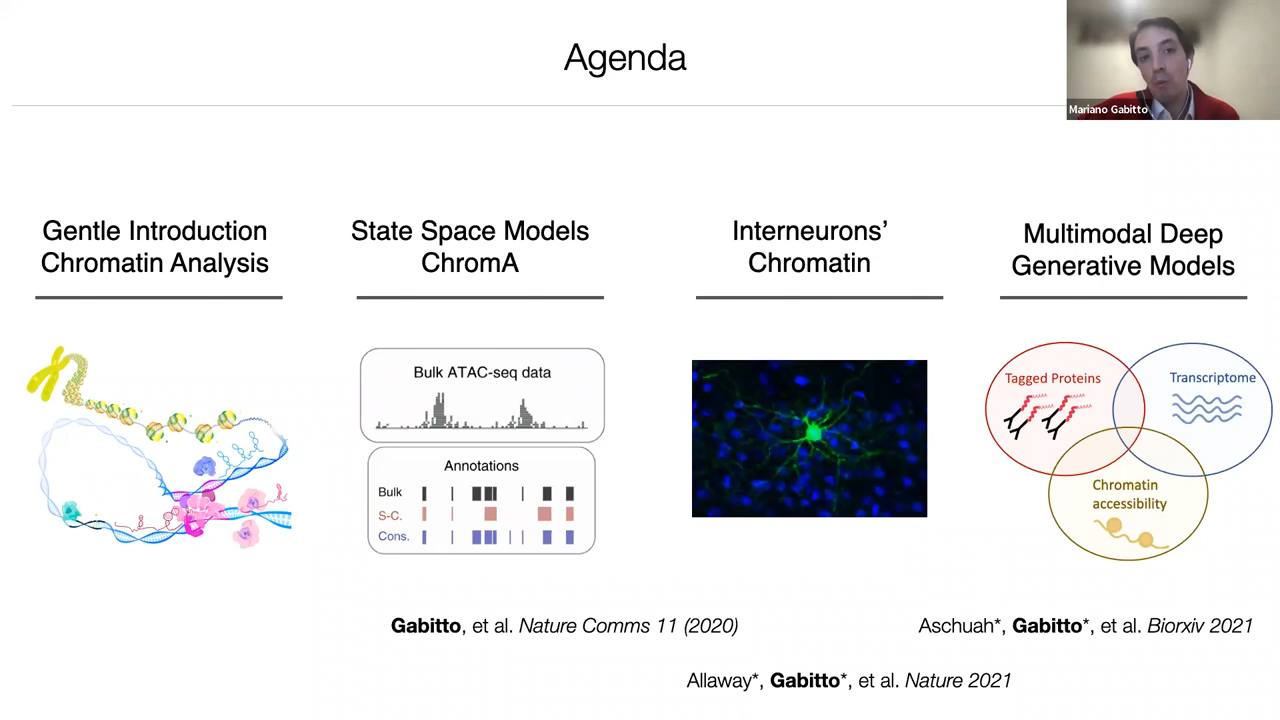 Agenda
Mariano Gabitto
Gentle Introduction
Chromatin Analysis
State Space Models
ChromA
Interneurons’
Chromatin
Multimodal Deep
Generative Models
Bulk ATAC-seq data
Annotations
Bulk
S-C.
Cons.
Tagged Proteins
Transcriptome
Chromatin
accessibility
Gabitto, et al. Nature Comms 11 (2020)
Aschuah*, Gabitto*, et al. Biorxiv 2021
Allaway*, Gabitto*, et al. Nature 2021